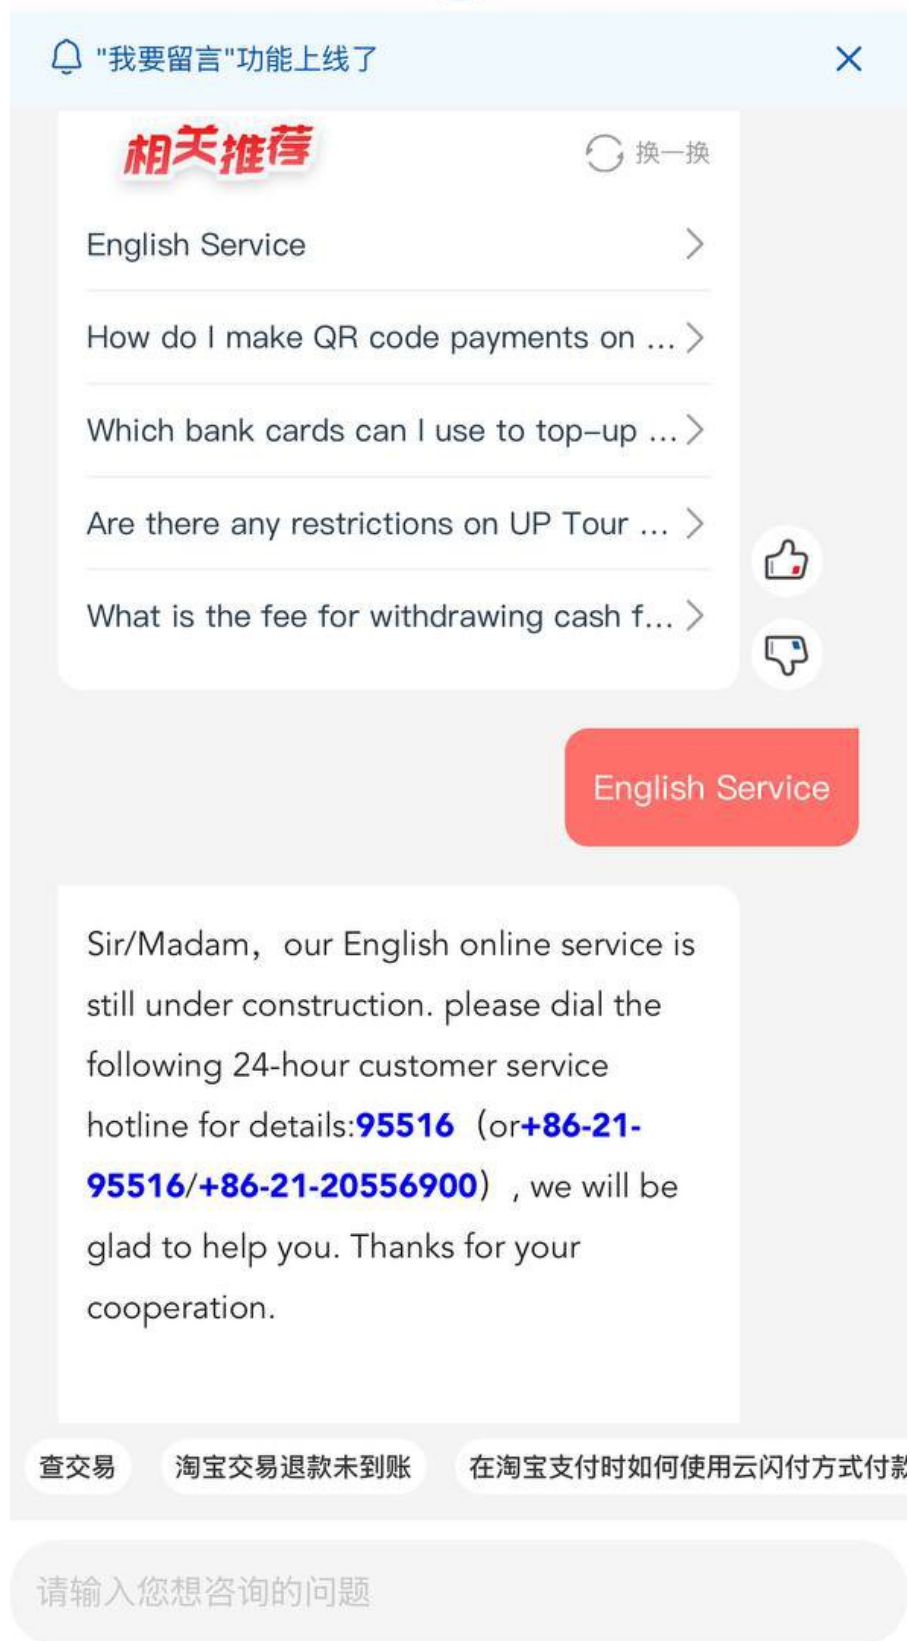 "我要留言"功能上线了
相关推荐
换一换
English Service
How do I make QR code payments on ...
Which bank cards can I use to top-up ...
Are there any restrictions on UP Tour ...
What is the fee for withdrawing cash f...
English Service
Sir/Madam，our English online service is
still under construction. please dial the
following 24-hour customer service
hotline for details:95516（or+86-21-
95516/+86-21-20556900）, we will be
glad to help you. Thanks for your
cooperation.
查交易
淘宝交易退款未到账
在淘宝支付时如何使用云闪付方式付款
请输入您想咨询的问题